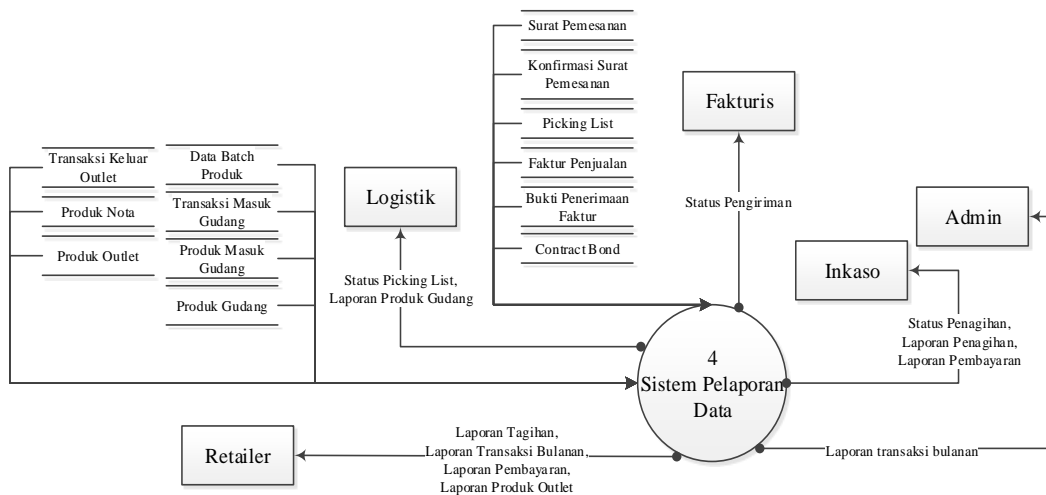 Surat Pemesanan
Konfirmasi Surat
Pemesanan
Picking List
Faktur Penjualan
Bukti Penerimaan
Faktur
Contract Bond
Fakturis
Status Pengiriman
Transaksi Keluar
Outlet
Produk Nota
Produk Outlet
Data Batch
Produk
Transaksi Masuk
Gudang
Produk Masuk
Gudang
Produk Gudang
Logistik
Status Picking List,
Laporan Produk Gudang
Admin
Inkaso
Status Penagihan,
Laporan Penagihan,
Laporan Pembayaran
4
Sistem Pelaporan
Data
Retailer
Laporan Tagihan,
Laporan Transaksi Bulanan,
Laporan Pembayaran,
Laporan Produk Outlet
Laporan transaksi bulanan